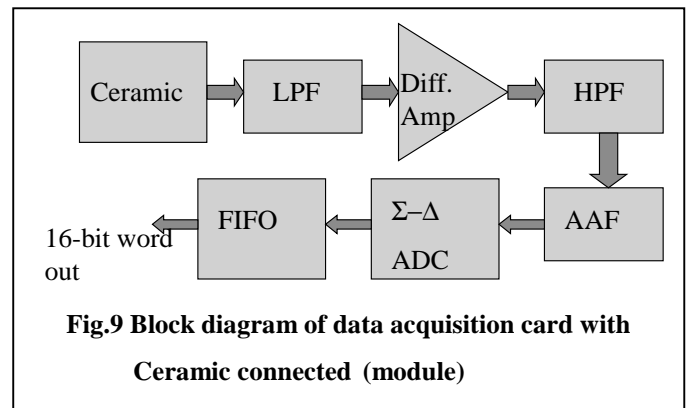 Ceramic
LPF
Diff.
Amp
HPF
AAF
Σ–Δ
ADC
FIFO
16-bit word
out
Fig.9 Block diagram of data acquisition card with
Ceramic connected (module)